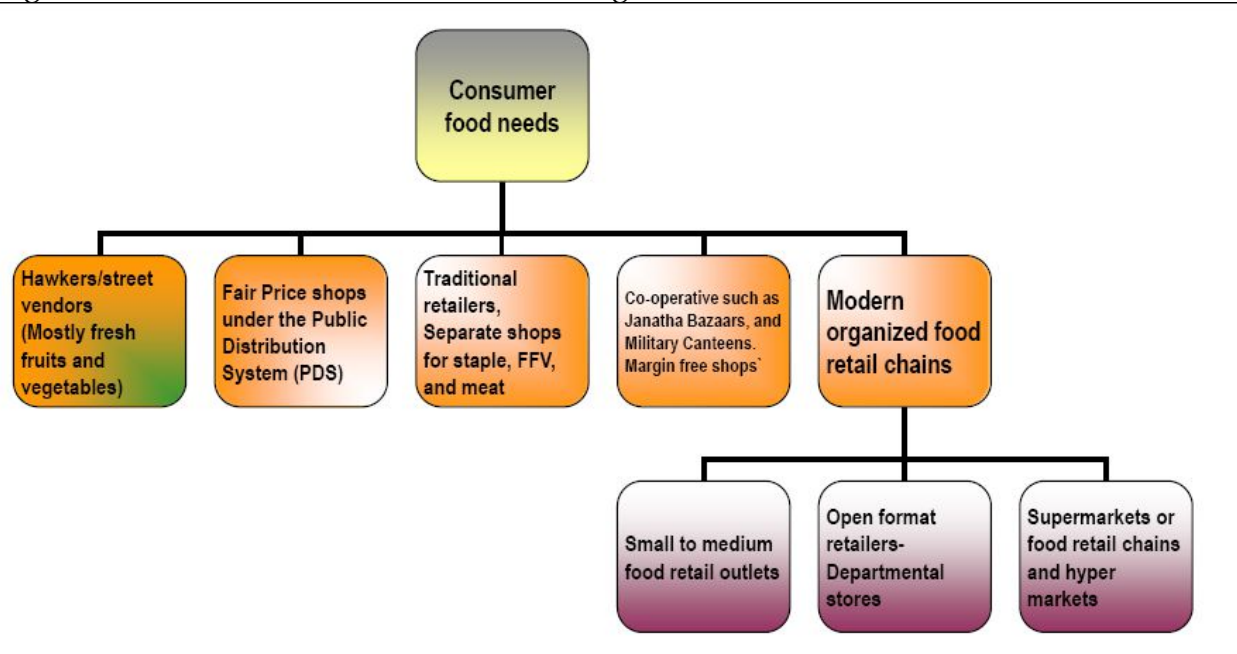 Consumer
food needs
Hawkers/street
vendors
(Mostly fresh
fruits and
vegetables)
Fair Price shops
under the Public
Distribution
System (PDS)
Traditional
retailers,
Separate shops
for staple, FFV,
and meat
Co-operative such as
Janatha Bazaars, and
Military Canteens.
Margin free shops`
Modern
organized food
retail chains
Small to medium
food retail outlets
Open format
retailers-
Departmental
stores
Supermarkets or
food retail chains
and hyper
markets